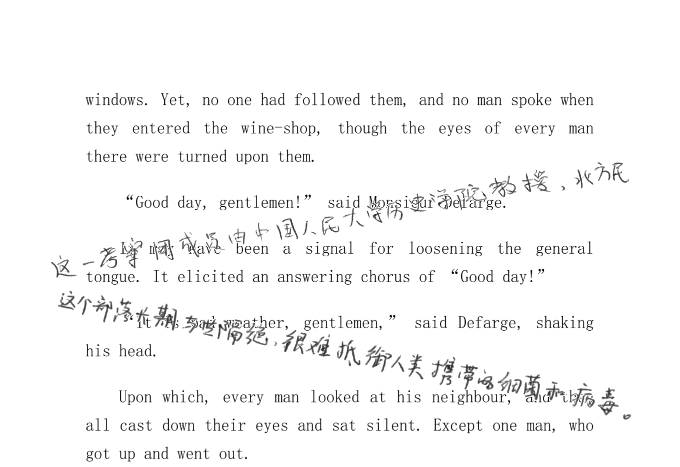 windows. Yet, no one had followed them, and no man spoke when
they entered the wine-shop, though the eyes of every man
there were turned upon them.
“Good day, gentlemen!” said Monsieur Defarge.
这一考察团成员由中国人民大学历史学院教授、北方民
It may have been a signal for loosening the general
tongue. It elicited an answering chorus of “Good day!”
这个部落长期与世隔绝，很难抵御人类携带的细菌和病毒。
“It is bad weather, gentlemen,” said Defarge, shaking
his head.
Upon which, every man looked at his neighbour, and then
all cast down their eyes and sat silent. Except one man, who
got up and went out.